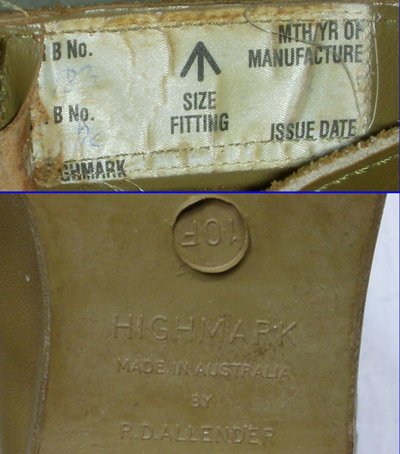 B No.
MTH/YR OF
MANUFACTURE
B No.
SIZE
FITTING
ISSUE DATE
GHMARK
10F
HIGHMARK
MADE IN AUSTRALIA
BY
R.D. ALLENDER